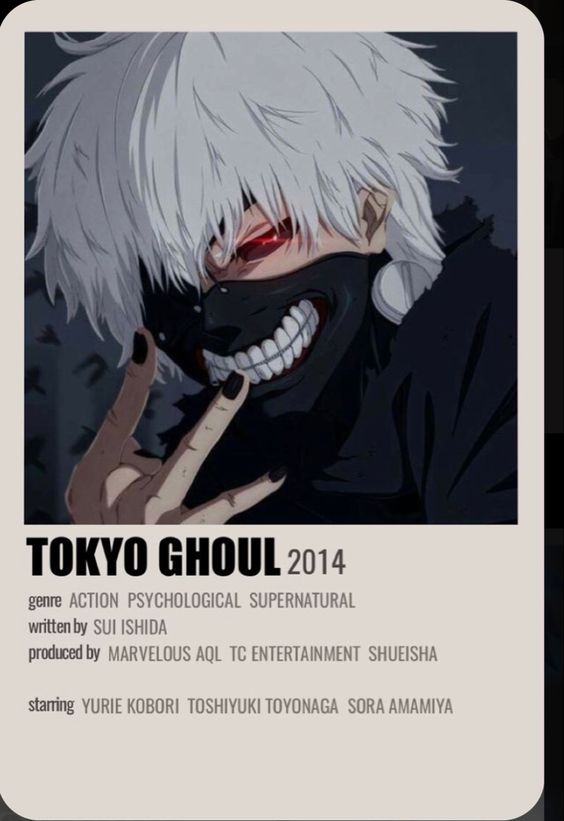 TOKYO GHOUL 2014
genre ACTION PSYCHOLOGICAL SUPERNATURAL
written by SUI ISHIDA
produced by MARVELOUS AQL TC ENTERTAINMENT SHUEISHA
starring YURIE KOBORI TOSHIYUKI TOYONAGA SORA AMAMIYA